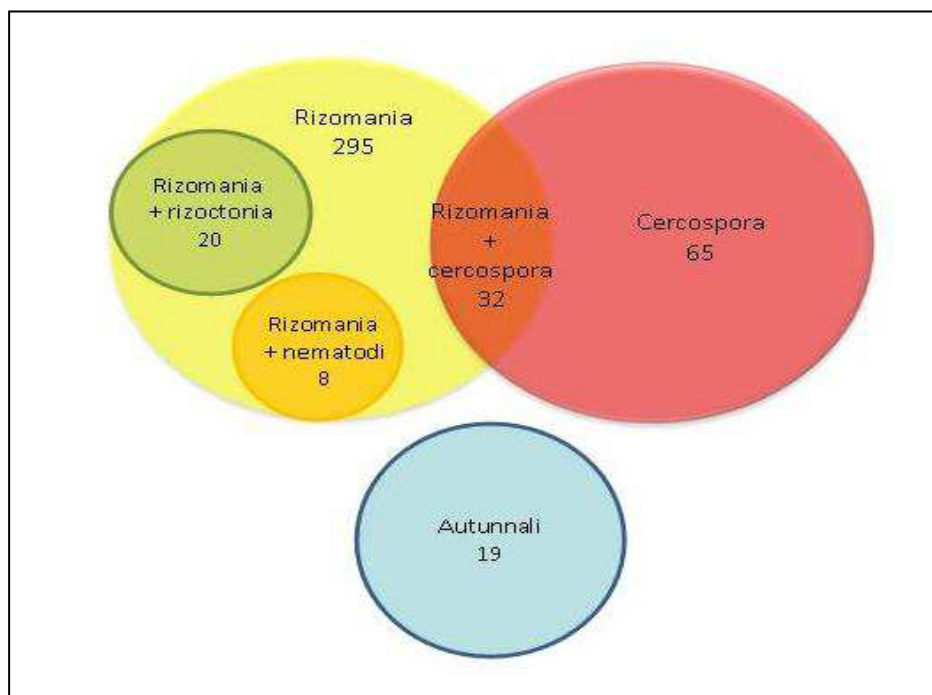 Rizomania
295
Rizomania
+ rizoctonia
20
Rizomania
+ nematodi
8
Rizomania
+
cercospora
32
Cercospora
65
Autunnali
19